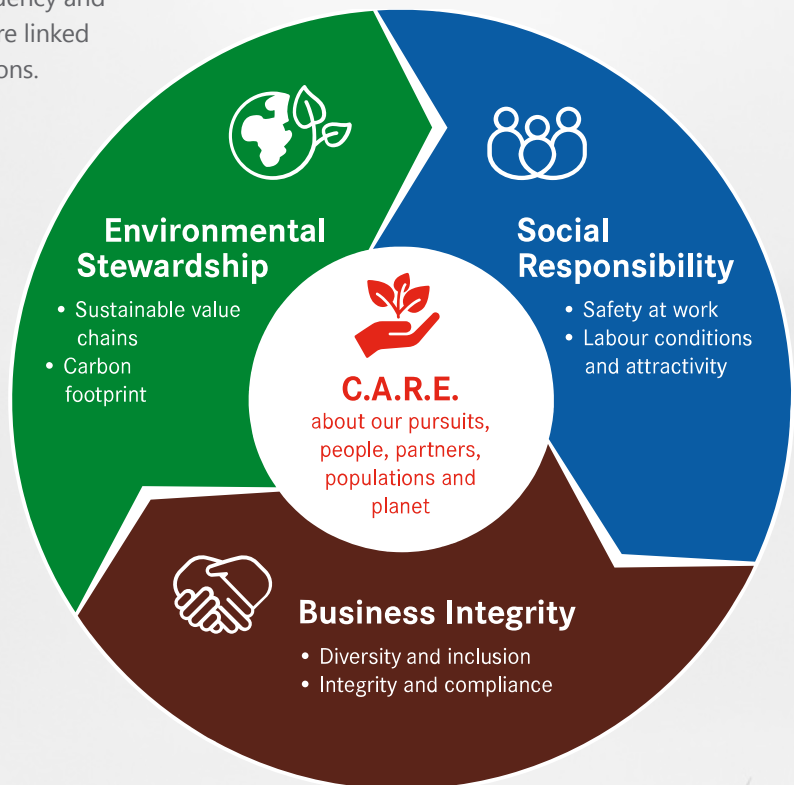 and
re linked
ons.
Environmental
Stewardship
• Sustainable value
chains
• Carbon
footprint
Social
Responsibility
• Safety at work
• Labour conditions
and attractivity
C.A.R.E.
about our pursuits,
people, partners,
populations and
planet
Business Integrity
• Diversity and inclusion
• Integrity and compliance